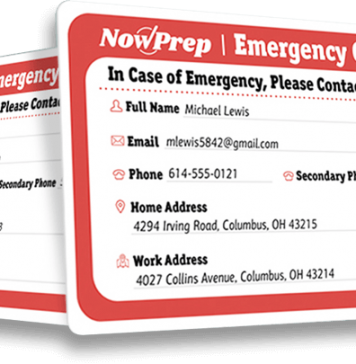 NowPrep | Emergency
In Case of Emergency, Please Contac
Full Name Michael Lewis
Email mlewis5842@gmail.com
Phone 614-555-0121 Secondary Ph
Home Address
4294 Irving Road, Columbus, OH 43215
Work Address
4027 Collins Avenue, Columbus, OH 43214
mergency
Please Contac
Secondary Phone